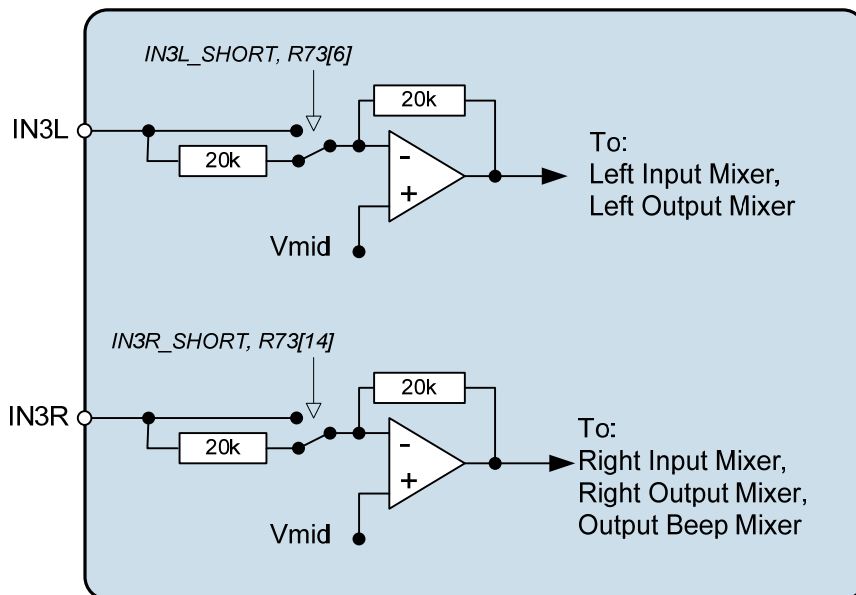 IN3L_SHORT, R73[6]
20k
IN3L
20k
-
+
To:
Left Input Mixer,
Left Output Mixer
Vmid
IN3R_SHORT, R73[14]
20k
IN3R
20k
-
+
To:
Right Input Mixer,
Right Output Mixer,
Output Beep Mixer
Vmid